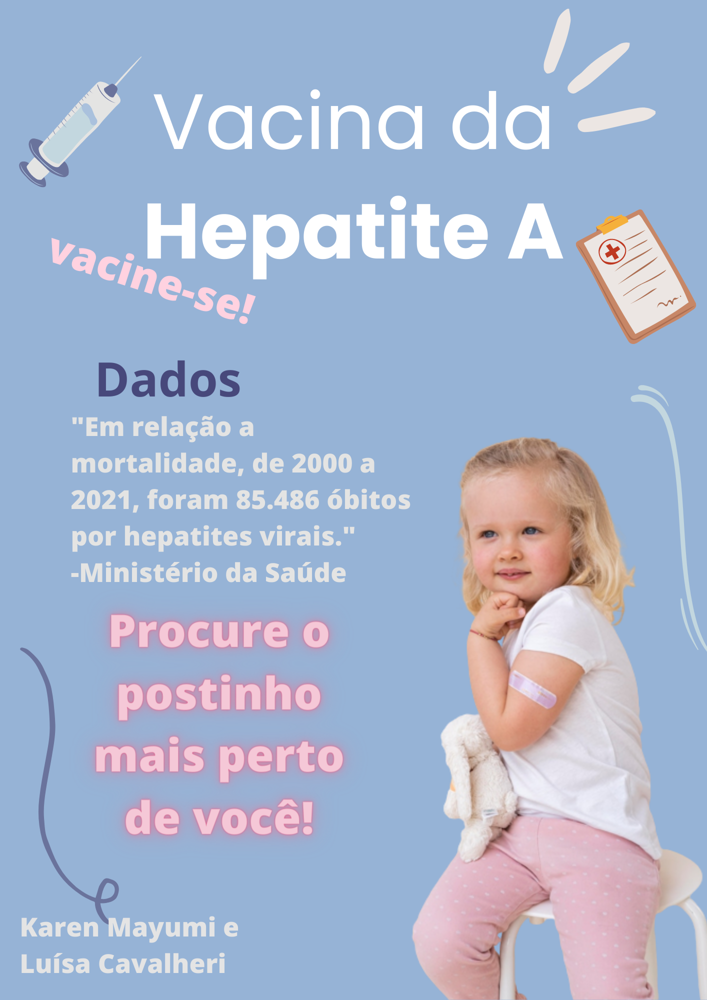 Vacina da
Hepatite A
vacine-se!
Dados
"Em relação a
mortalidade, de 2000 a
2021, foram 85.486 óbitos
por hepatites virais."
-Ministério da Saúde
Procure o
postinho
mais perto
de você!
Karen Mayumi e
Luísa Cavalheri